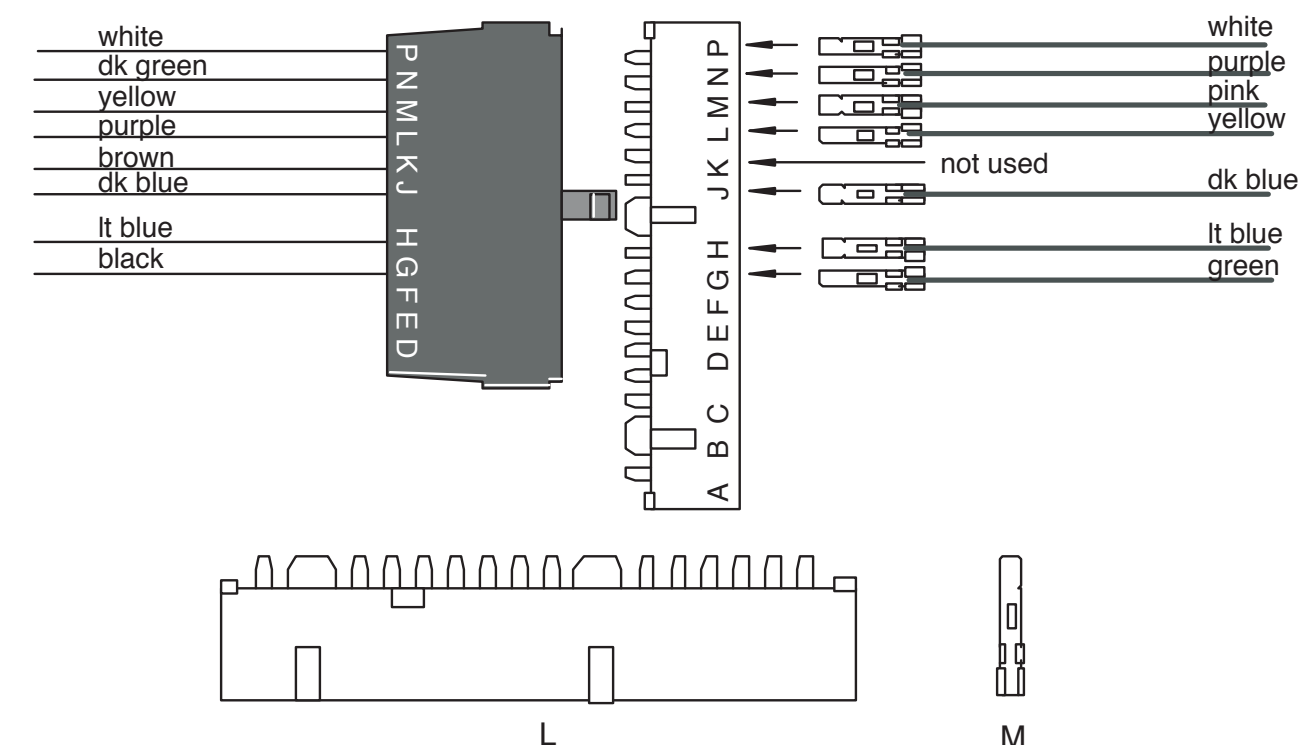 white
dk green
yellow
purple
brown
dk blue
lt blue
black
P N M L K J H G F E D
A B C D E F G H J K L M N P
white
purple
pink
yellow
not used
dk blue
lt blue
green
L
M